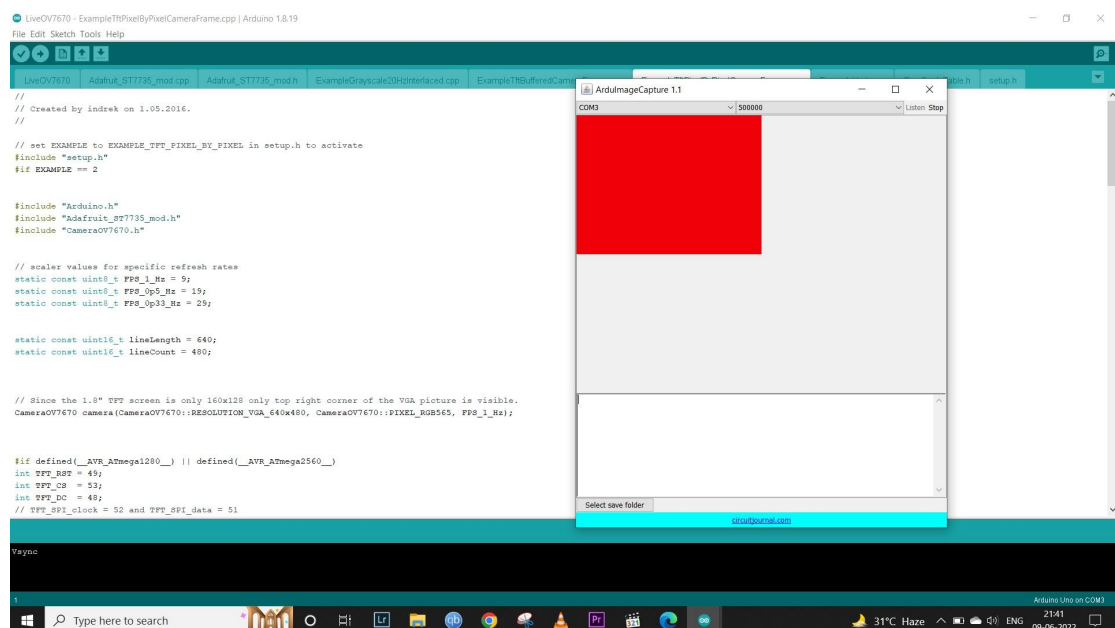 LiveOV7670 - ExampleTftPixelByPixelCameraFrame.cpp | Arduino 1.8.19
File Edit Sketch Tools Help
LiveOV7670 Adafruit_ST7735_mod.cpp Adafruit_ST7735_mod.h ExampleGrayscale20HzInterlaced.cpp ExampleTftBufferedCame
setup.h
//
// Created by indrek on 1.05.2016.
//
// set EXAMPLE to EXAMPLE_TFT_PIXEL_BY_PIXEL in setup.h to activate
#include "setup.h"
#if EXAMPLE == 2
#include "Arduino.h"
#include "Adafruit_ST7735_mod.h"
#include "CameraOV7670.h"
// scaler values for specific refresh rates
static const uint8_t FPS_1_Hz = 9;
static const uint8_t FPS_0p5_Hz = 19;
static const uint8_t FPS_0p33_Hz = 29;
static const uint16_t lineLength = 640;
static const uint16_t lineCount = 480;
// Since the 1.8" TFT screen is only 160x128 only top right corner of the VGA picture is visible.
CameraOV7670 camera(CameraOV7670::RESOLUTION_VGA_640x480, CameraOV7670::PIXEL_RGB565, FPS_1_Hz);
#if defined(__AVR_ATmega1280__) || defined(__AVR_ATmega2560__)
int TFT_RST = 49;
int TFT_CS = 53;
int TFT_DC = 48;
// TFT_SPI_clock = 52 and TFT_SPI_data = 51
ArduImageCapture 1.1
COM3 500000 Listen Stop
Select save folder
circuitjournal.com
Vsync
1 Arduino Uno on COM3
Type here to search
Lr
qb
Pr
31°C Haze
ENG
21:41
09-06-2022